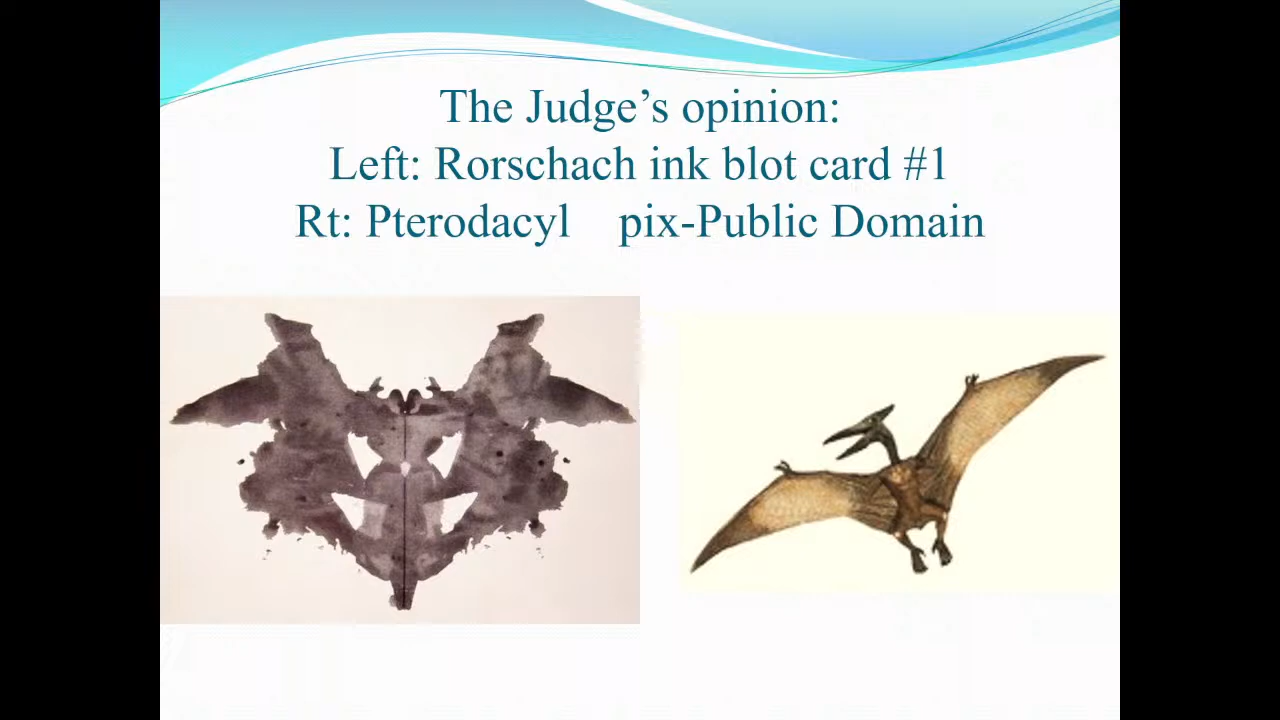 The Judge’s opinion:
Left: Rorschach ink blot card #1
Rt: Pterodacyl    pix-Public Domain